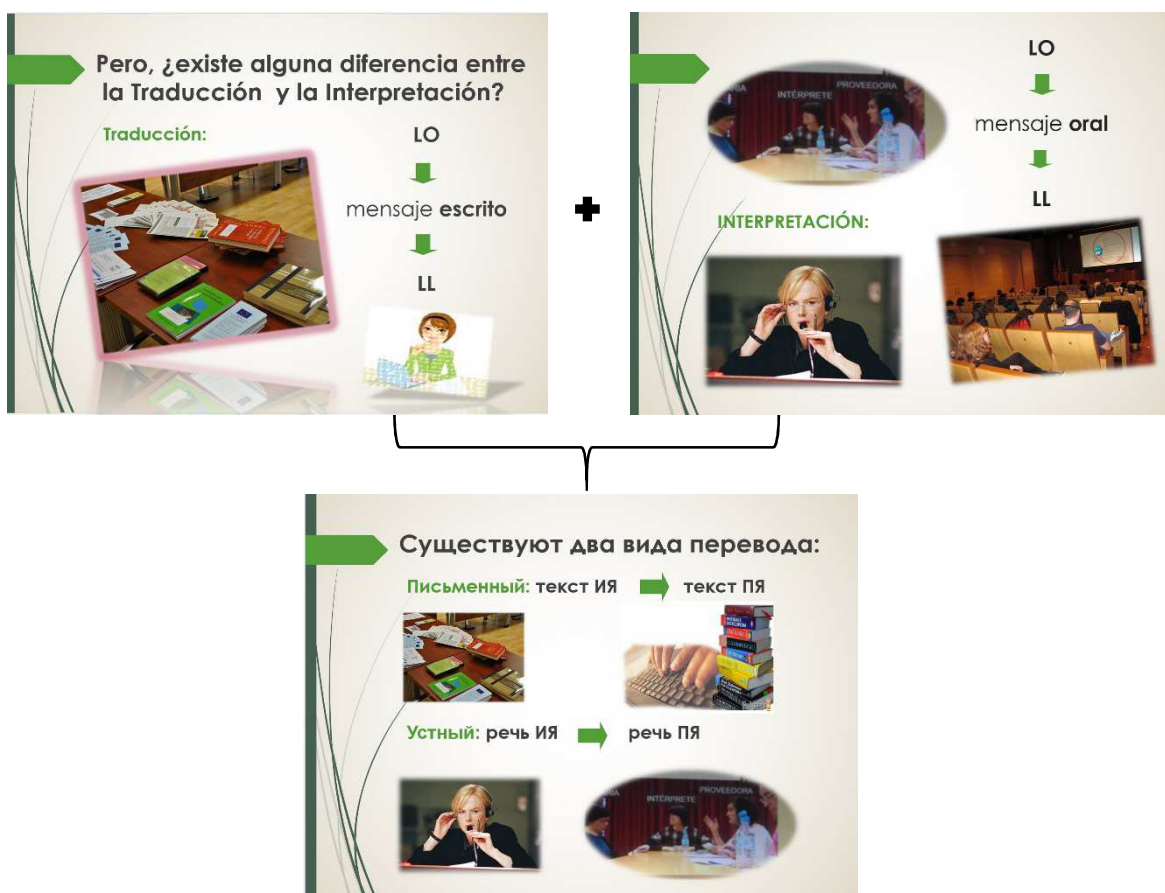 Pero, ¿existe alguna diferencia entre
la Traducción y la Interpretación?
Traducción:
LO
mensaje escrito
LL
LO
mensaje oral
LL
INTÉRPRETE
PROVEEDORA
INTERPRETACIÓN:
Существуют два вида перевода:
Письменный: текст ИЯ текст ПЯ
Устный: речь ИЯ речь ПЯ
INTÉRPRETE
PROVEEDORA